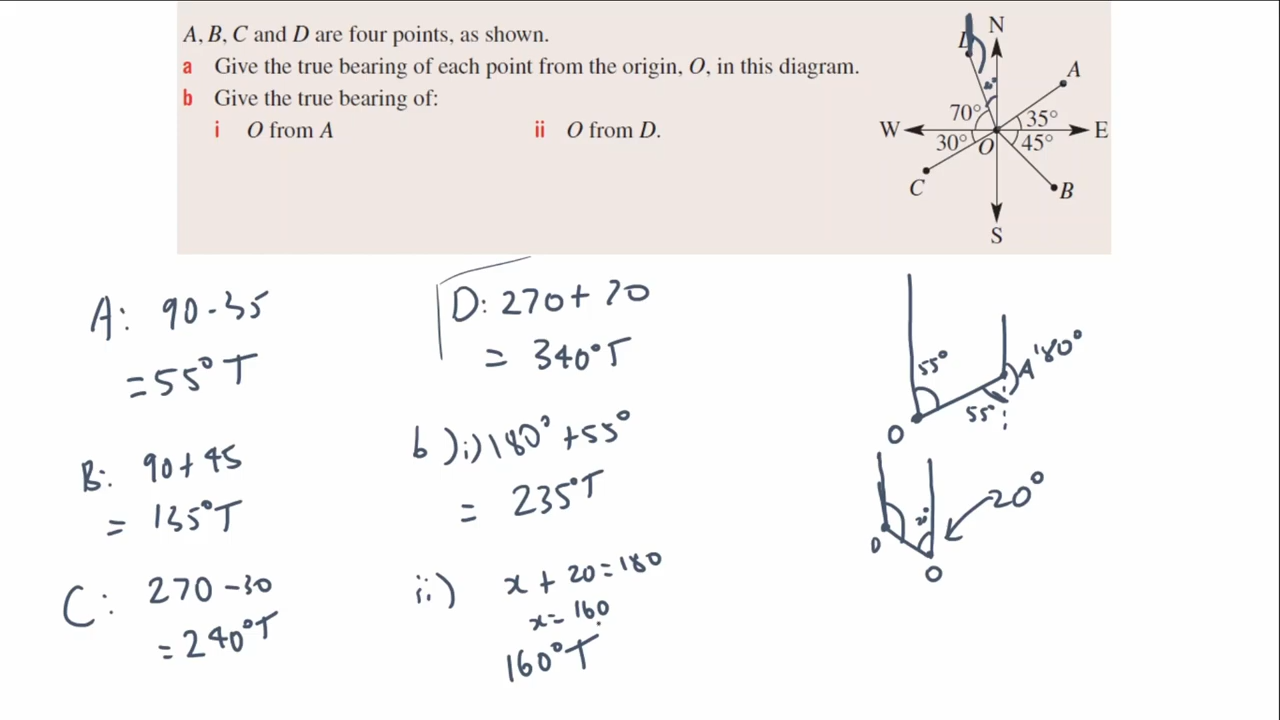 A, B, C and D are four points, as shown.
a Give the true bearing of each point from the origin, O, in this diagram.
b Give the true bearing of:
i O from A
ii O from D.
N
A
70°
35°
W
E
30°
O
45°
C
B
S
A: 90-35
=55°T
B: 90+45
= 135°T
C: 270-30
=240°T
D: 270+70
= 340°T
b)i) 180°+55°
= 235°T
ii) x + 20=180
x=160
160°T
55°
A
180°
55°
O
20°
D
O